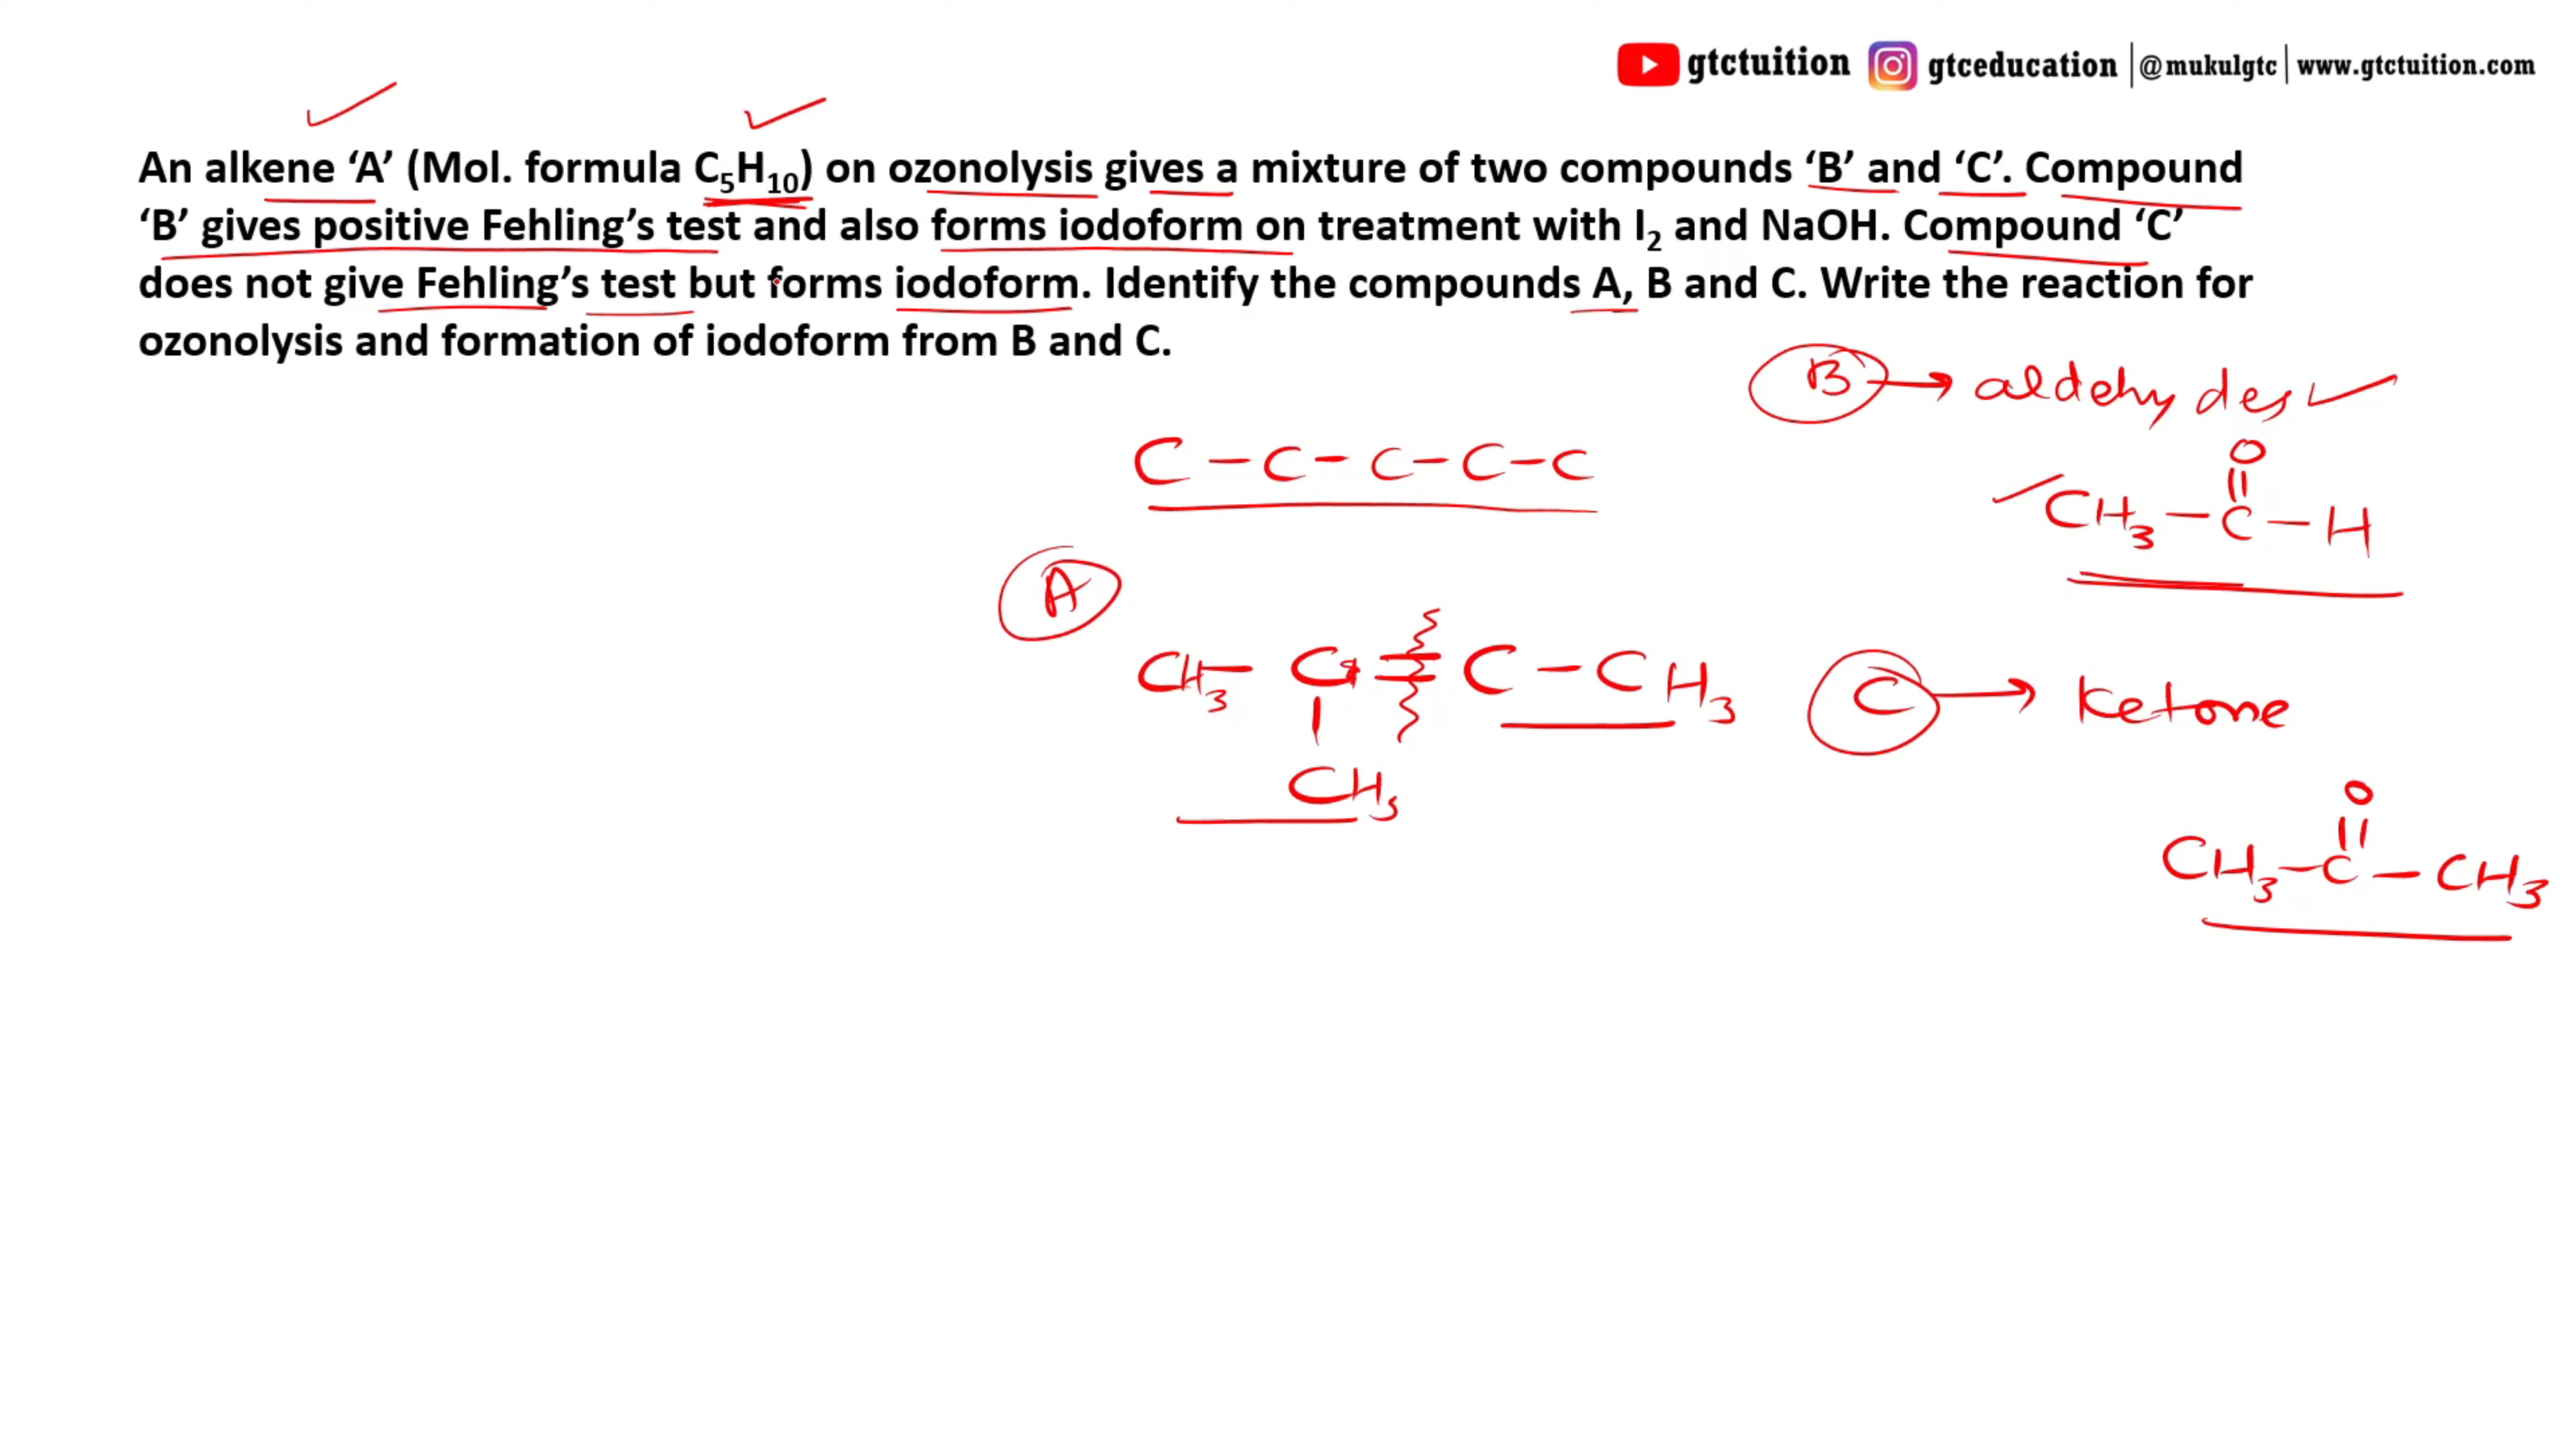 gtctuition gtceducation | @mukulgtc | www.gtctuition.com
An alkene ‘A’ (Mol. formula C₅H₁₀) on ozonolysis gives a mixture of two compounds ‘B’ and ‘C’. Compound
‘B’ gives positive Fehling’s test and also forms iodoform on treatment with I₂ and NaOH. Compound ‘C’
does not give Fehling’s test but forms iodoform. Identify the compounds A, B and C. Write the reaction for
ozonolysis and formation of iodoform from B and C.
B → aldehydes
C - C - C - C - C
O
||
CH₃ - C - H
A
CH₃ - C = C - CH₃
|
CH₃
C → Ketone
O
||
CH₃ - C - CH₃